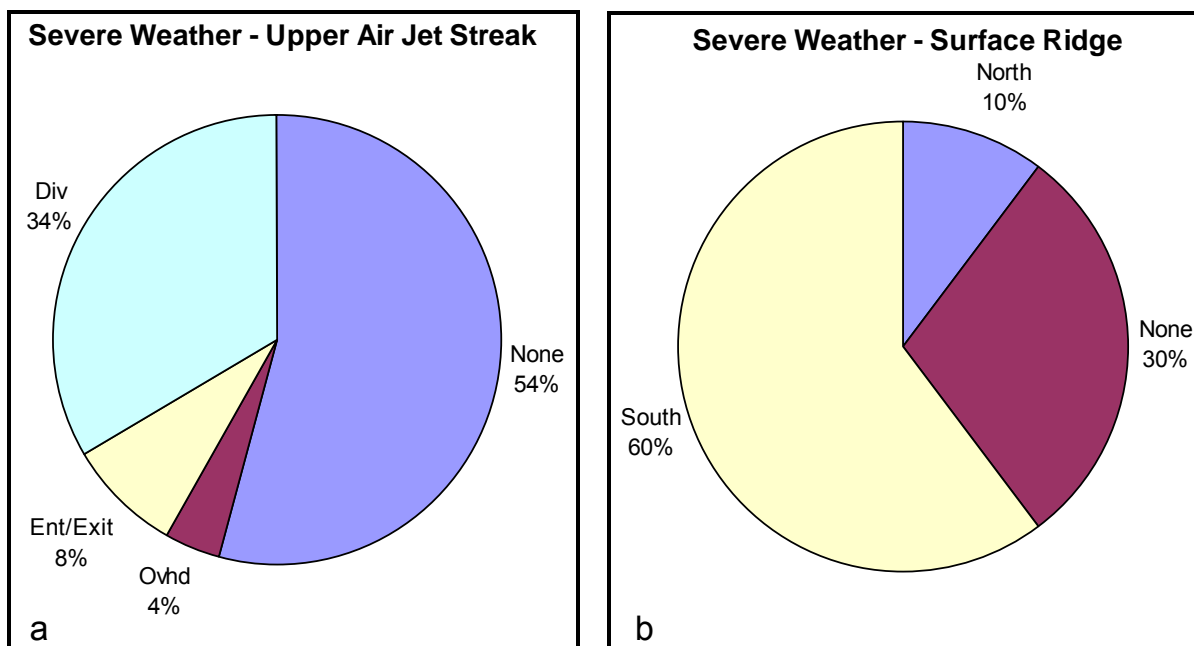 Severe Weather - Upper Air Jet Streak
Div
34%
None
54%
Ent/Exit
8%
Ovhd
4%
a
Severe Weather - Surface Ridge
North
10%
None
30%
South
60%
b